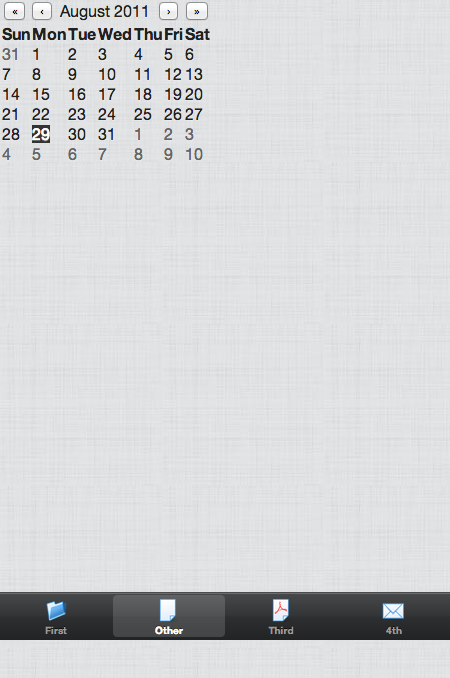 « ‹ August 2011 › »
Sun Mon Tue Wed Thu Fri Sat
31 1 2 3 4 5 6
7 8 9 10 11 12 13
14 15 16 17 18 19 20
21 22 23 24 25 26 27
28 29 30 31 1 2 3
4 5 6 7 8 9 10
First Other Third 4th